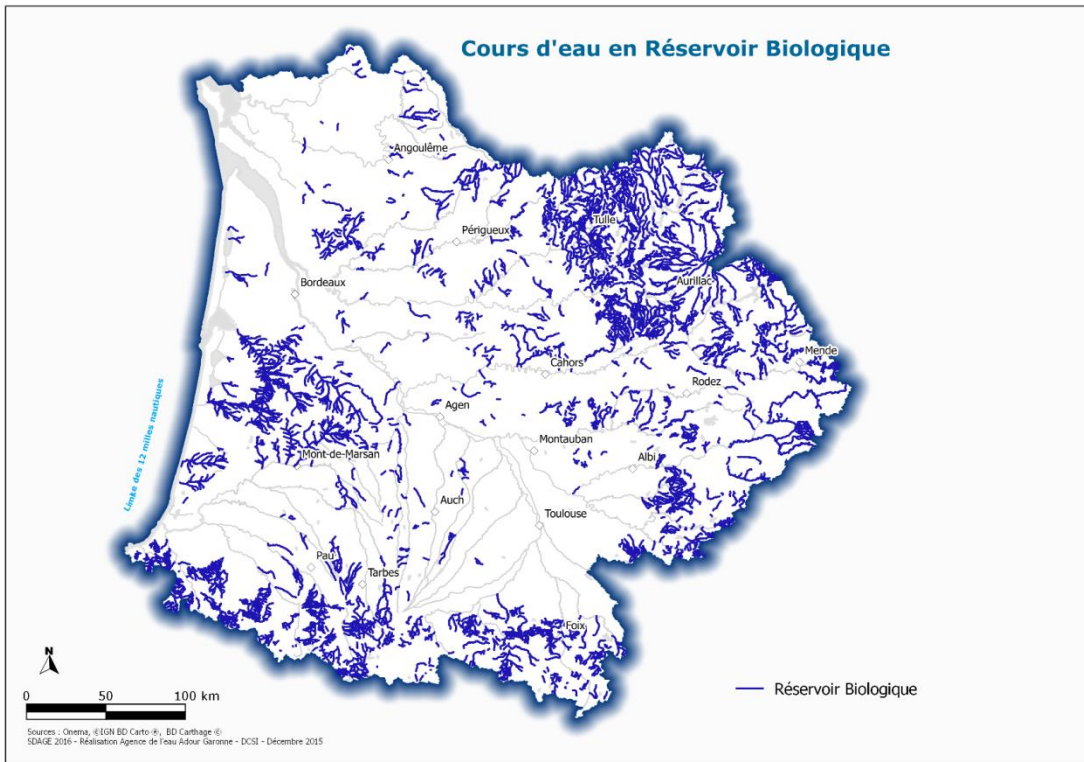 Cours d'eau en Réservoir Biologique
Angoulême
Tulle
Périgueux
Aurillac
Bordeaux
Mende
Cahors
Rodez
Agen
Montauban
Mont-de-Marsan
Albi
Auch
Toulouse
Pau
Tarbes
Foix
Limite des 12 milles nautiques
N
0 50 100 km
Réservoir Biologique
Sources : Onema, ©IGN BD Carto ®, BD Carthage ©
SDAGE 2016 - Réalisation Agence de l'eau Adour Garonne - DCSI - Décembre 2015